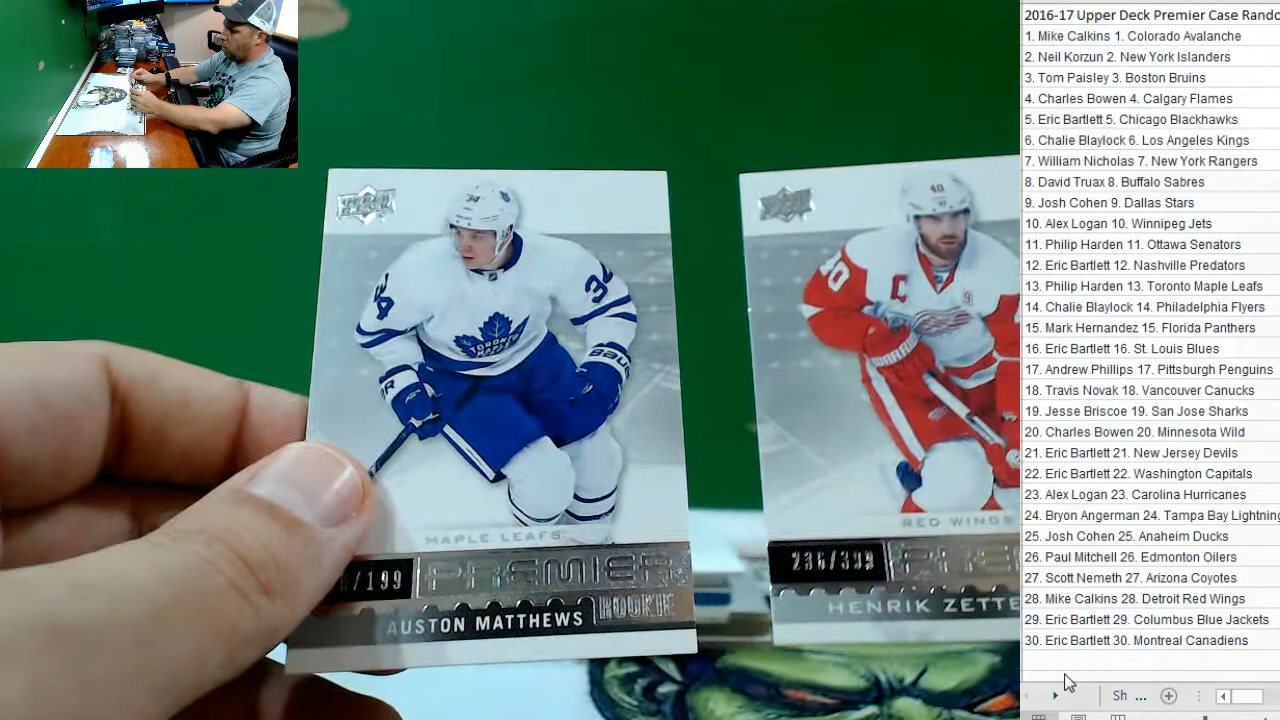 34
34
34
TORONTO
MAPLE
BAUER
MAPLE LEAFS
/199
PREMIER
AUSTON MATTHEWS
ROOKIE
40
40
C
9
RED WINGS
236/399
PRE
HENRIK ZETTE
2016-17 Upper Deck Premier Case Rando
1. Mike Calkins 1. Colorado Avalanche
2. Neil Korzun 2. New York Islanders
3. Tom Paisley 3. Boston Bruins
4. Charles Bowen 4. Calgary Flames
5. Eric Bartlett 5. Chicago Blackhawks
6. Chalie Blaylock 6. Los Angeles Kings
7. William Nicholas 7. New York Rangers
8. David Truax 8. Buffalo Sabres
9. Josh Cohen 9. Dallas Stars
10. Alex Logan 10. Winnipeg Jets
11. Philip Harden 11. Ottawa Senators
12. Eric Bartlett 12. Nashville Predators
13. Philip Harden 13. Toronto Maple Leafs
14. Chalie Blaylock 14. Philadelphia Flyers
15. Mark Hernandez 15. Florida Panthers
16. Eric Bartlett 16. St. Louis Blues
17. Andrew Phillips 17. Pittsburgh Penguins
18. Travis Novak 18. Vancouver Canucks
19. Jesse Briscoe 19. San Jose Sharks
20. Charles Bowen 20. Minnesota Wild
21. Eric Bartlett 21. New Jersey Devils
22. Eric Bartlett 22. Washington Capitals
23. Alex Logan 23. Carolina Hurricanes
24. Bryon Angerman 24. Tampa Bay Lightning
25. Josh Cohen 25. Anaheim Ducks
26. Paul Mitchell 26. Edmonton Oilers
27. Scott Nemeth 27. Arizona Coyotes
28. Mike Calkins 28. Detroit Red Wings
29. Eric Bartlett 29. Columbus Blue Jackets
30. Eric Bartlett 30. Montreal Canadiens
Sh ...